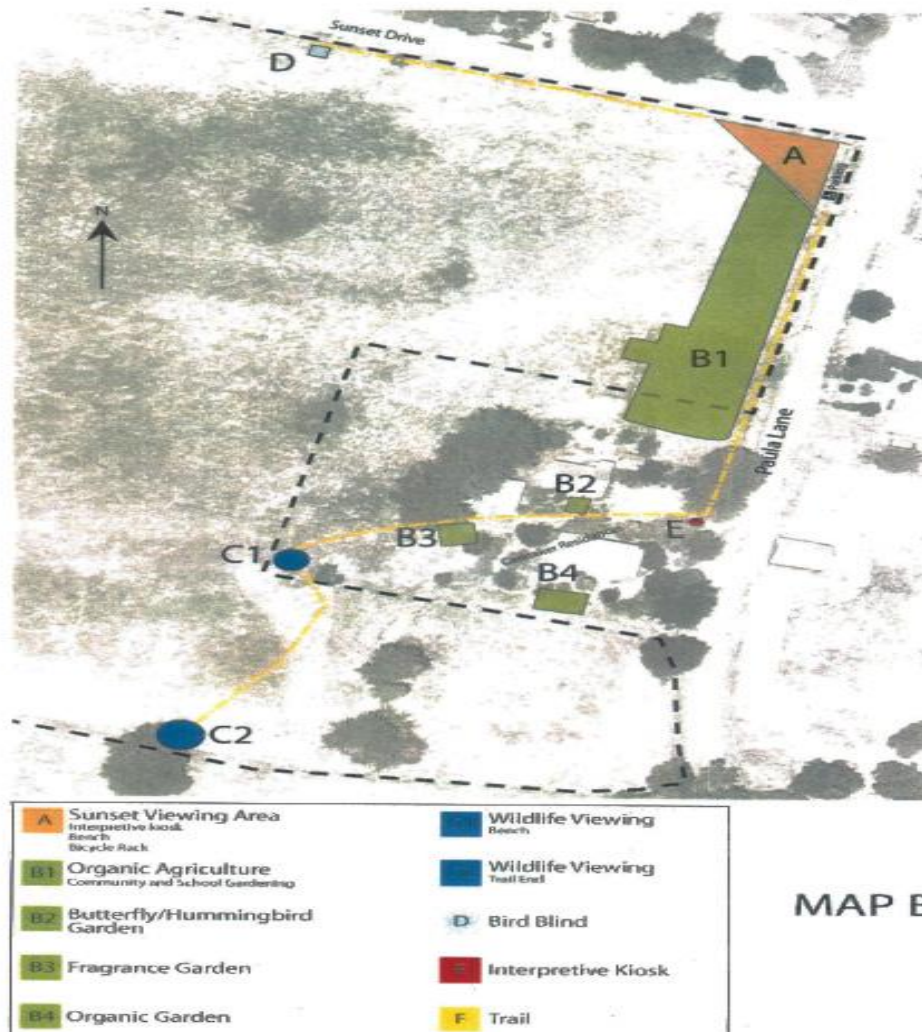 Sunset Drive
D
A
Parking
N
B1
Paula Lane
B2
E
B3
Residence
C1
B4
C2
A Sunset Viewing Area
Interpretive kiosk
Bench
Bicycle Rack
B1 Organic Agriculture
Community and School Gardening
B2 Butterfly/Hummingbird
Garden
B3 Fragrance Garden
B4 Organic Garden
Wildlife Viewing
Bench
Wildlife Viewing
Trail End
D Bird Blind
E Interpretive Kiosk
F Trail
MAP B